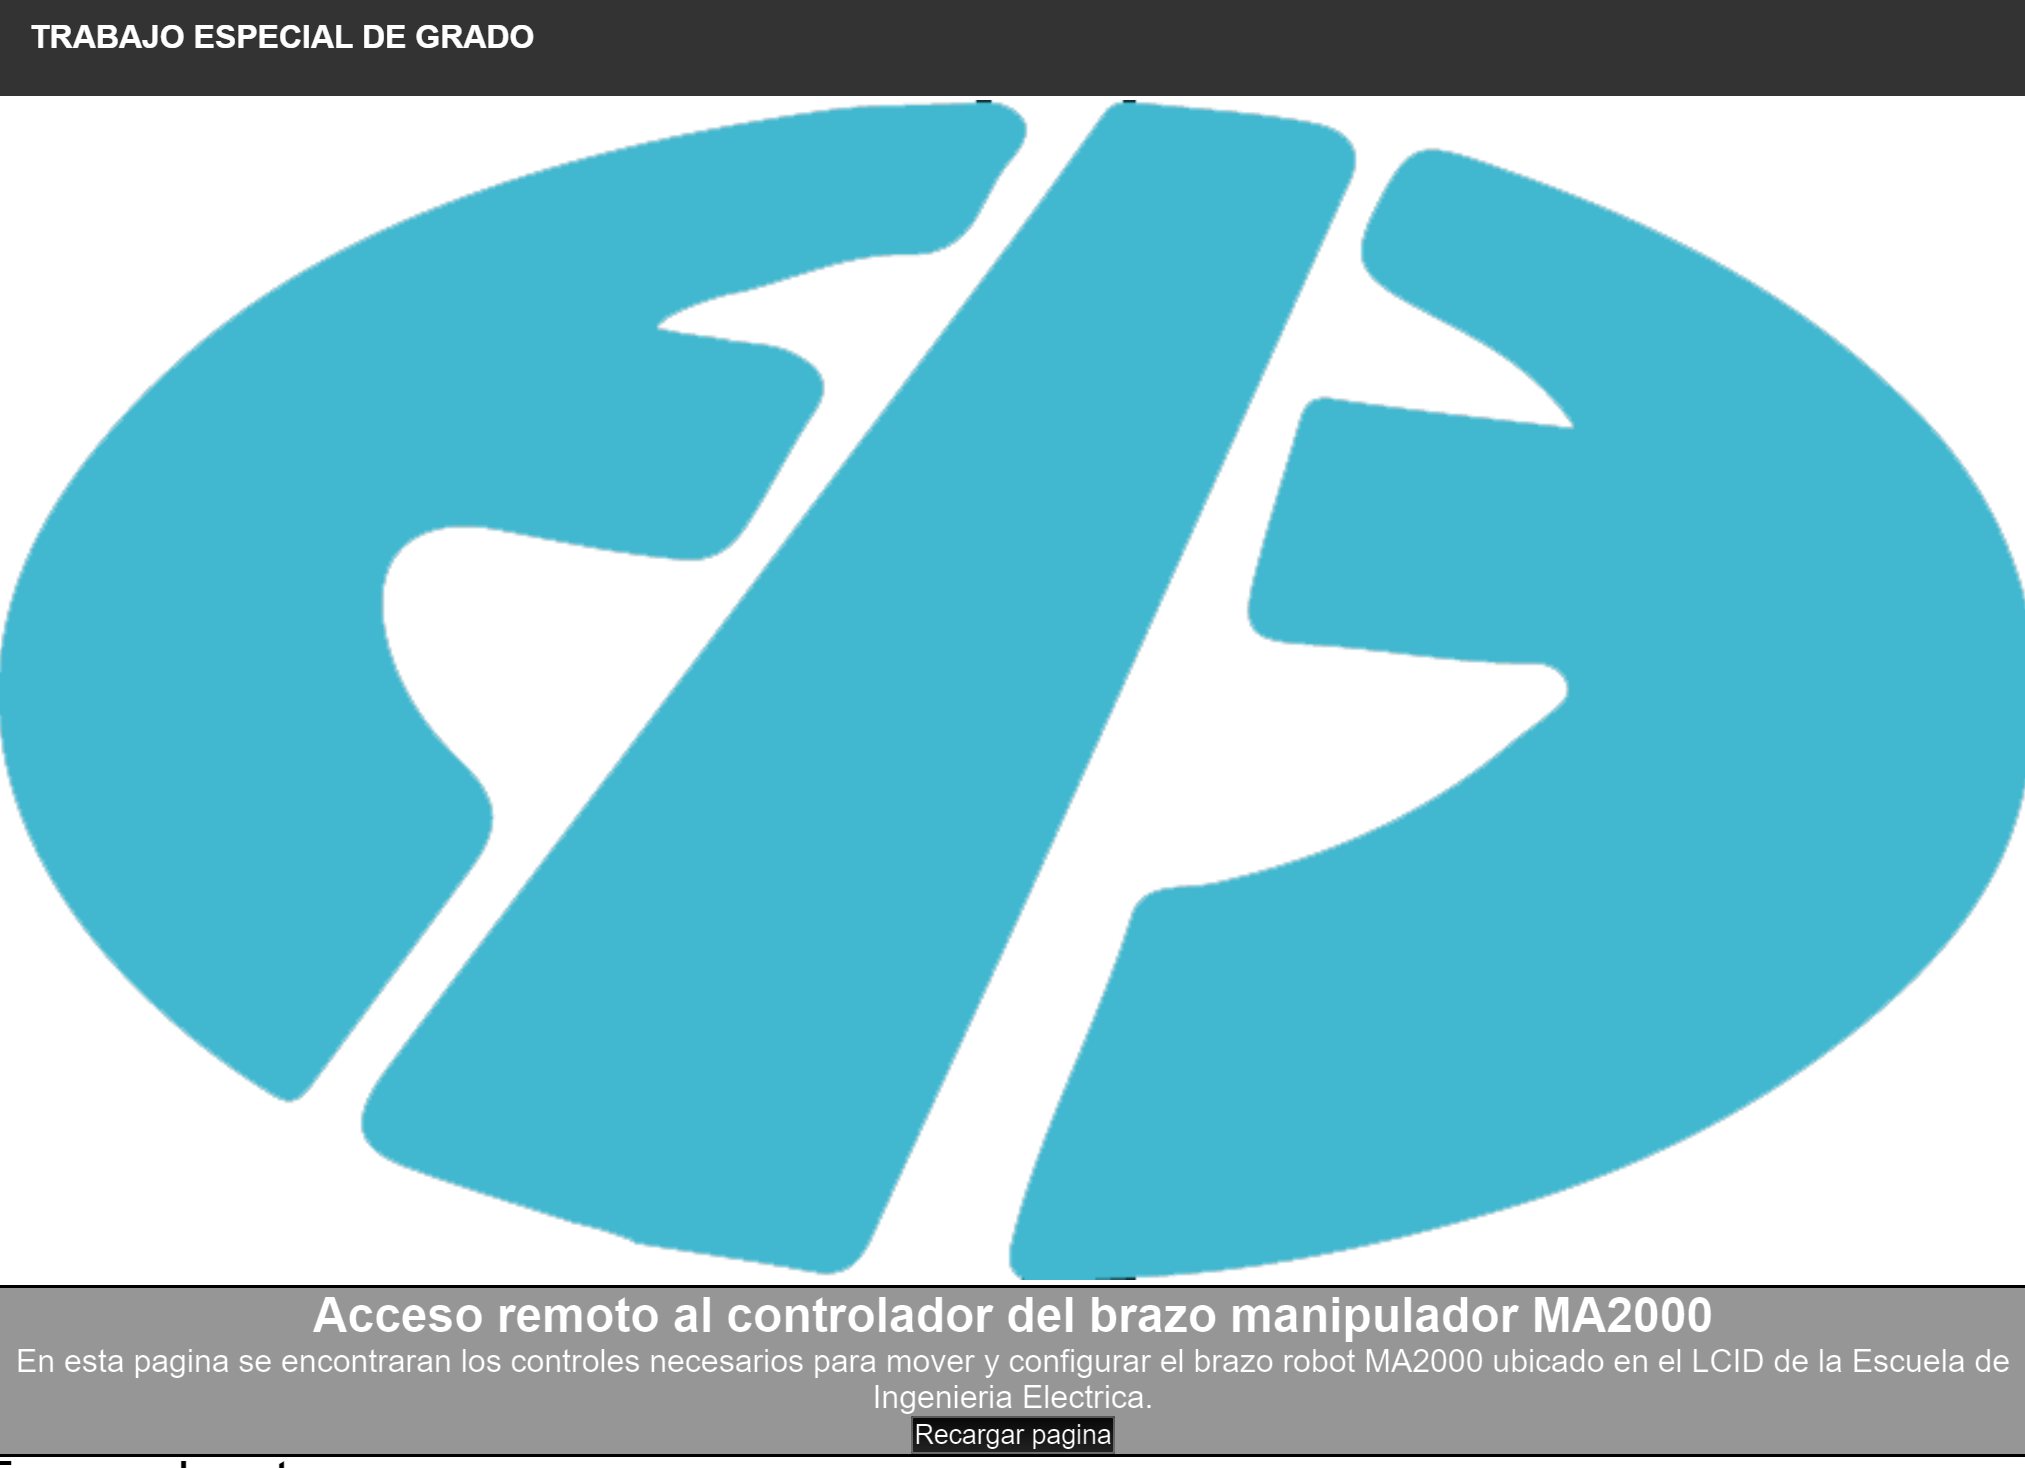 TRABAJO ESPECIAL DE GRADO
Acceso remoto al controlador del brazo manipulador MA2000
En esta pagina se encontraran los controles necesarios para mover y configurar el brazo robot MA2000 ubicado en el LCID de la Escuela de
Ingenieria Electrica.
Recargar pagina